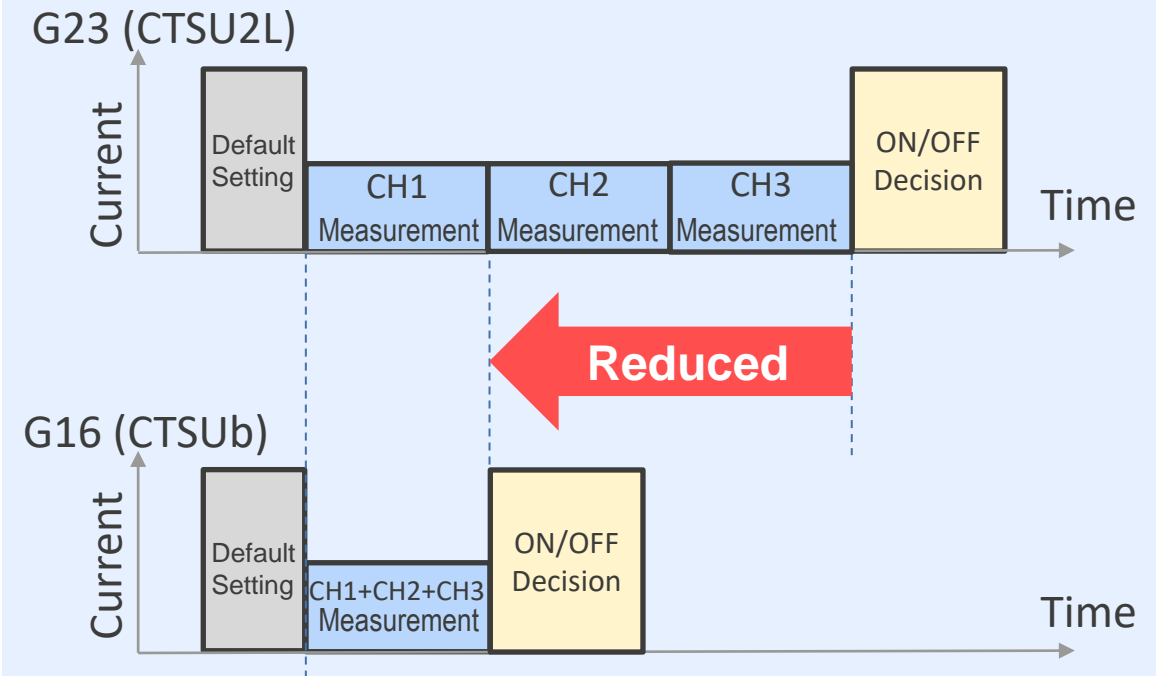 G23 (CTSU2L)
Current
Default
Setting
CH1
Measurement
CH2
Measurement
CH3
Measurement
ON/OFF
Decision
Time
Reduced
G16 (CTSUb)
Current
Default
Setting
CH1+CH2+CH3
Measurement
ON/OFF
Decision
Time